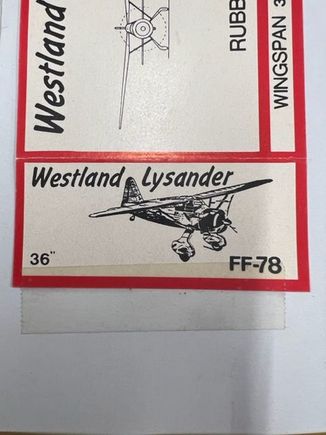 Westland
RUBB
WINGSPAN 3
Westland Lysander
36"
FF-78